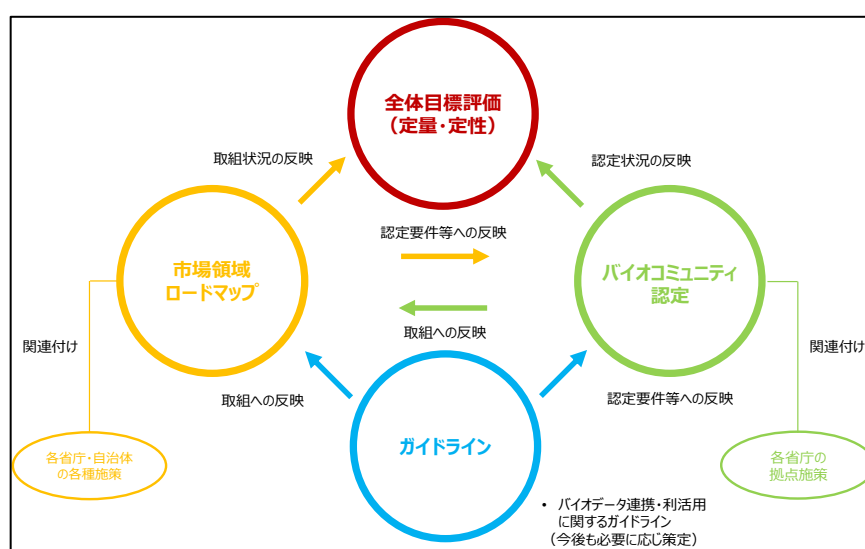 全体目標評価
（定量・定性）
取組状況の反映
認定状況の反映
認定要件等への反映
市場領域
ロードマップ
バイオコミュニティ
認定
取組への反映
関連付け
関連付け
取組への反映
認定要件等への反映
ガイドライン
各省庁・自治体
の各種施策
各省庁の
拠点施策
• バイオデータ連携・利活用
に関するガイドライン
（今後も必要に応じ策定）